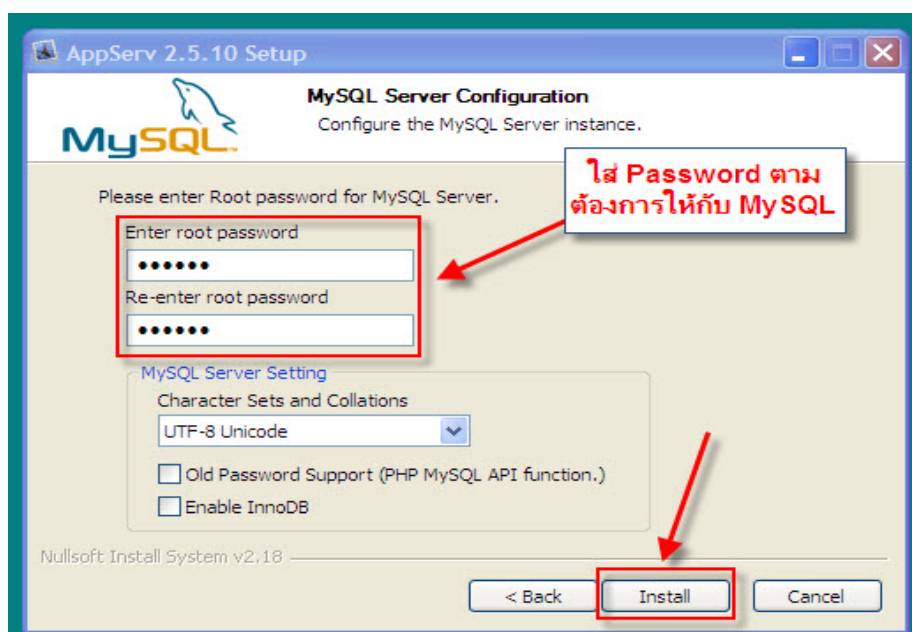 AppServ 2.5.10 Setup
MySQL Server Configuration
Configure the MySQL Server instance.
MySQL
ใส่ Password ตาม
ต้องการให้กับ MySQL
Please enter Root password for MySQL Server.
Enter root password
••••••
Re-enter root password
••••••
MySQL Server Setting
Character Sets and Collations
UTF-8 Unicode
Old Password Support (PHP MySQL API function.)
Enable InnoDB
Nullsoft Install System v2.18
< Back
Install
Cancel